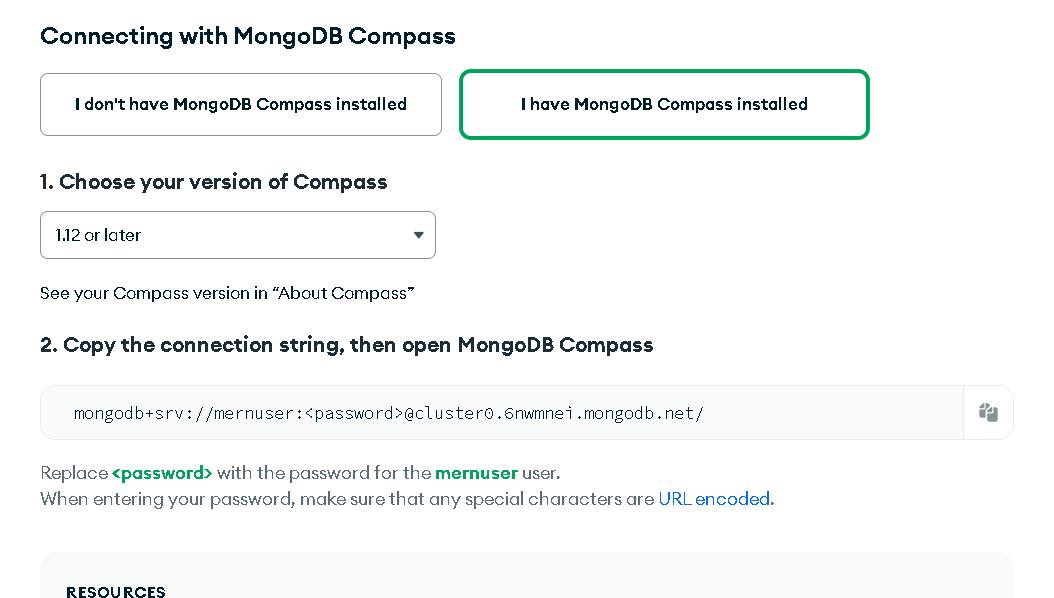 Connecting with MongoDB Compass
I don't have MongoDB Compass installed
I have MongoDB Compass installed
1. Choose your version of Compass
1.12 or later
See your Compass version in “About Compass”
2. Copy the connection string, then open MongoDB Compass
mongodb+srv://mernuser:<password>@cluster0.6nwmnei.mongodb.net/
Replace <password> with the password for the mernuser user.
When entering your password, make sure that any special characters are URL encoded.
RESOURCES